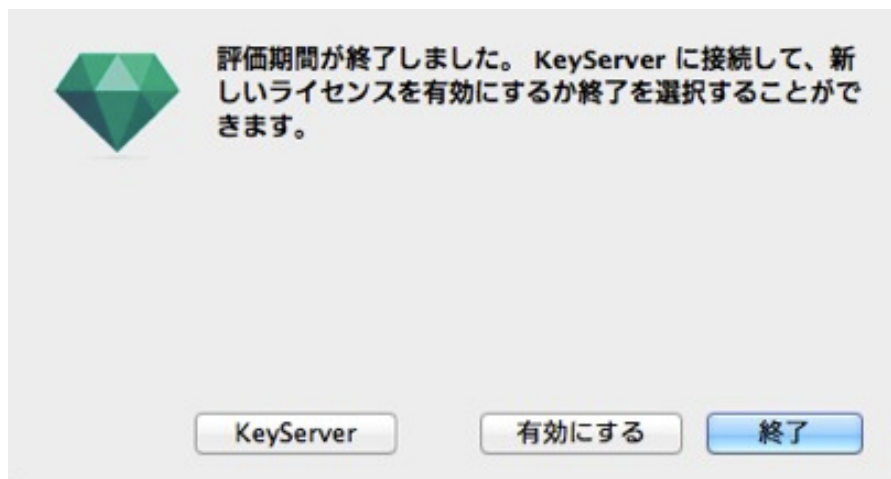 評価期間が終了しました。 KeyServer に接続して、新
しいライセンスを有効にするか終了を選択することがで
きます。
KeyServer 有効にする 終了